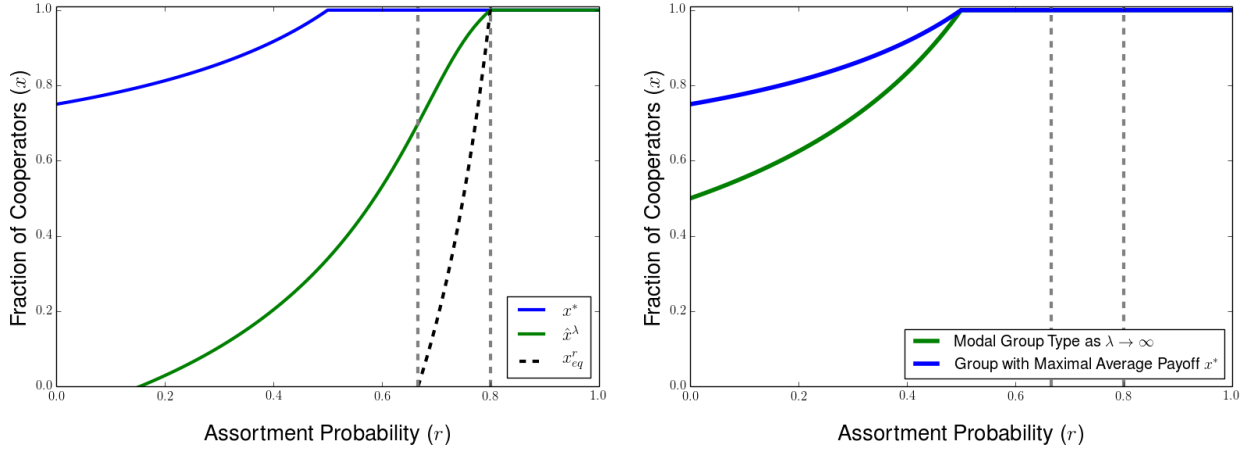 1.0
0.8
0.6
0.4
0.2
0.0
0.0
0.2
0.4
0.6
0.8
1.0
Fraction of Cooperators (x)
Assortment Probability (r)
x*
x̂^λ
x^r_eq
1.0
0.8
0.6
0.4
0.2
0.0
0.0
0.2
0.4
0.6
0.8
1.0
Fraction of Cooperators (x)
Assortment Probability (r)
Modal Group Type as λ → ∞
Group with Maximal Average Payoff x*